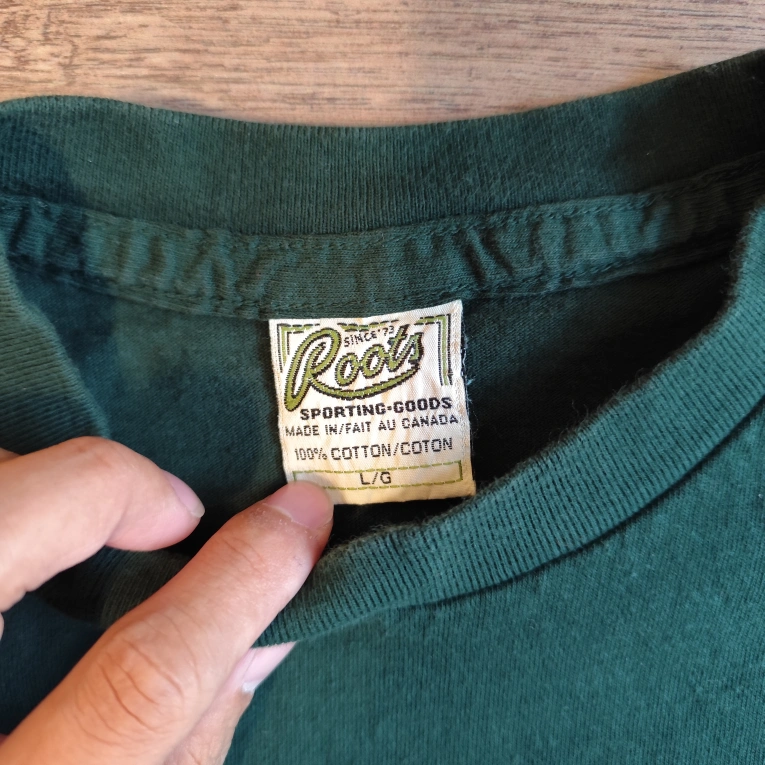 SINCE '73
Roots
SPORTING-GOODS
MADE IN/FAIT AU CANADA
100% COTTON/COTON
L/G